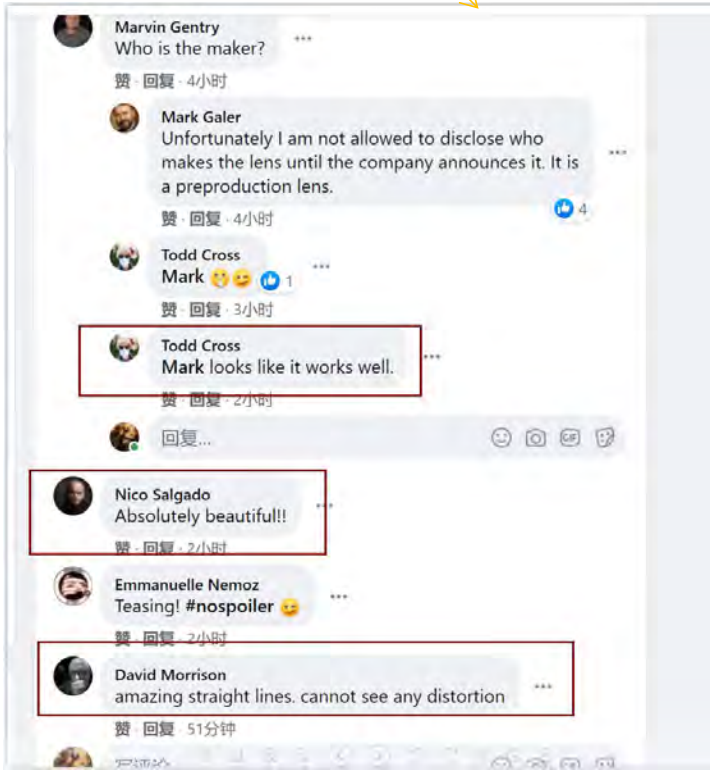 Marvin Gentry
Who is the maker?
赞 · 回复 · 4小时
Mark Galer
Unfortunately I am not allowed to disclose who
makes the lens until the company announces it. It is
a preproduction lens.
4
赞 · 回复 · 4小时
Todd Cross
Mark
1
赞 · 回复 · 3小时
Todd Cross
Mark looks like it works well.
赞 · 回复 · 2小时
回复...
GIF
Nico Salgado
Absolutely beautiful!!
赞 · 回复 · 2小时
Emmanuelle Nemoz
Teasing! #nospoiler
赞 · 回复 · 2小时
David Morrison
amazing straight lines. cannot see any distortion
赞 · 回复 · 51分钟